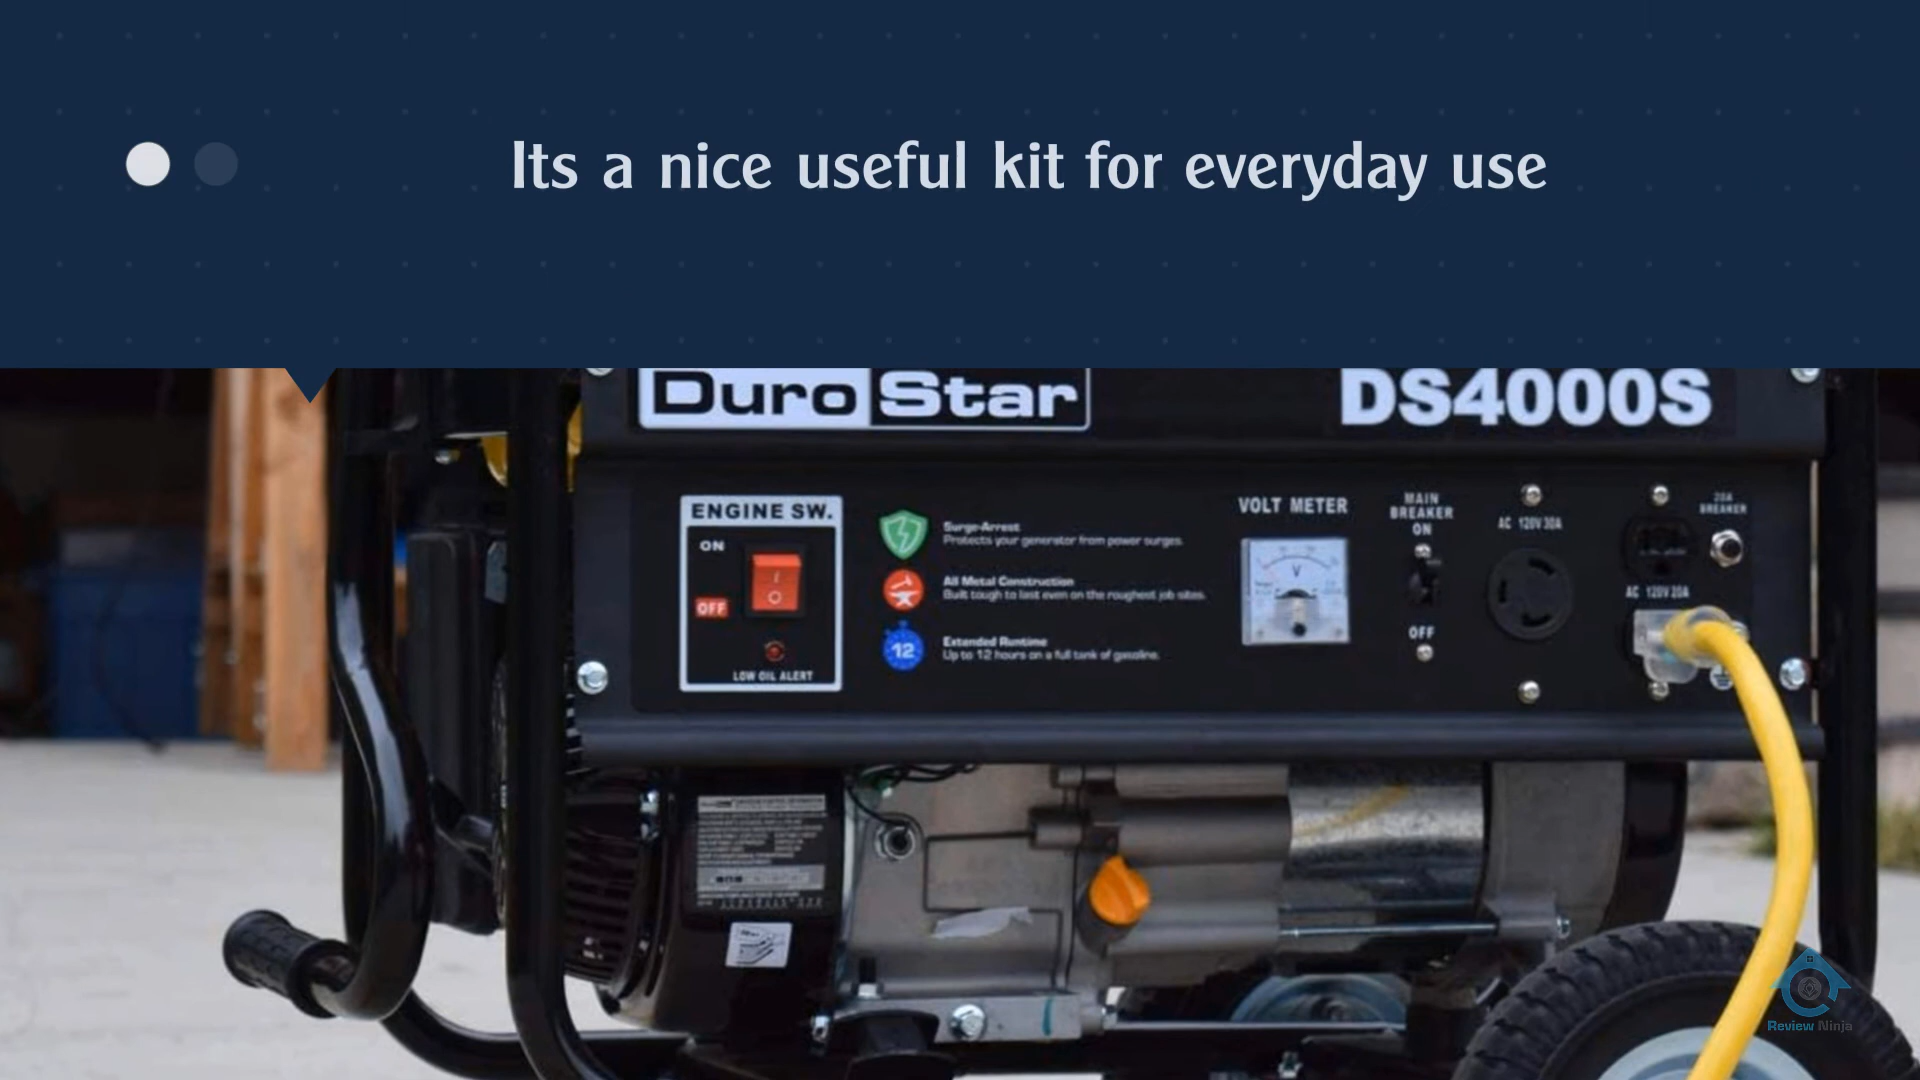 Its a nice useful kit for everyday use
DuroStar
DS4000S
ENGINE SW.
ON
OFF
LOW OIL ALERT
Surge-Arrest
Protects your generator from power surges.
All Metal Construction
Built tough to last even on the roughest job sites.
12
Extended Runtime
Up to 12 hours on a full tank of gasoline.
VOLT METER
V
MAIN
BREAKER
ON
OFF
AC 120V 30A
20A
BREAKER
AC 120V 20A
Review Ninja